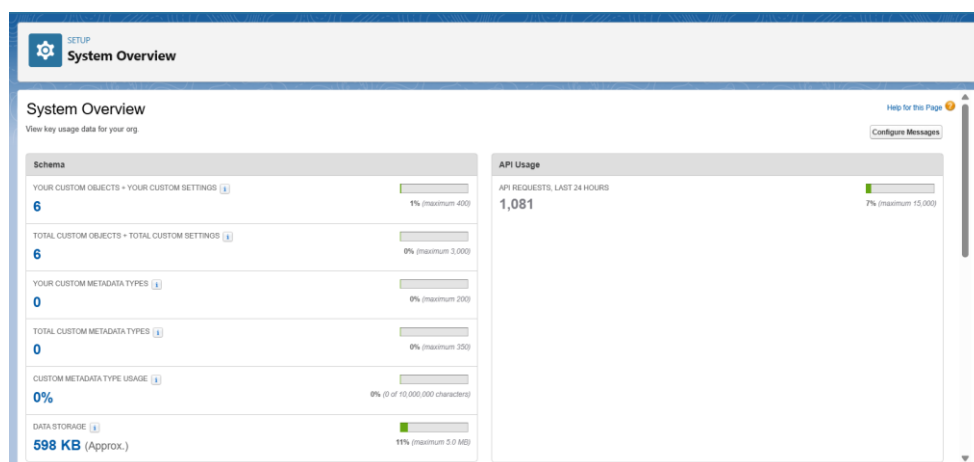 SETUP
System Overview
System Overview
Help for this Page
View key usage data for your org.
Configure Messages
Schema
YOUR CUSTOM OBJECTS + YOUR CUSTOM SETTINGS i
6
1% (maximum 400)
TOTAL CUSTOM OBJECTS + TOTAL CUSTOM SETTINGS i
6
0% (maximum 3,000)
YOUR CUSTOM METADATA TYPES i
0
0% (maximum 200)
TOTAL CUSTOM METADATA TYPES i
0
0% (maximum 350)
CUSTOM METADATA TYPE USAGE i
0%
0% (0 of 10,000,000 characters)
DATA STORAGE i
598 KB (Approx.)
11% (maximum 5.0 MB)
API Usage
API REQUESTS, LAST 24 HOURS
1,081
7% (maximum 15,000)